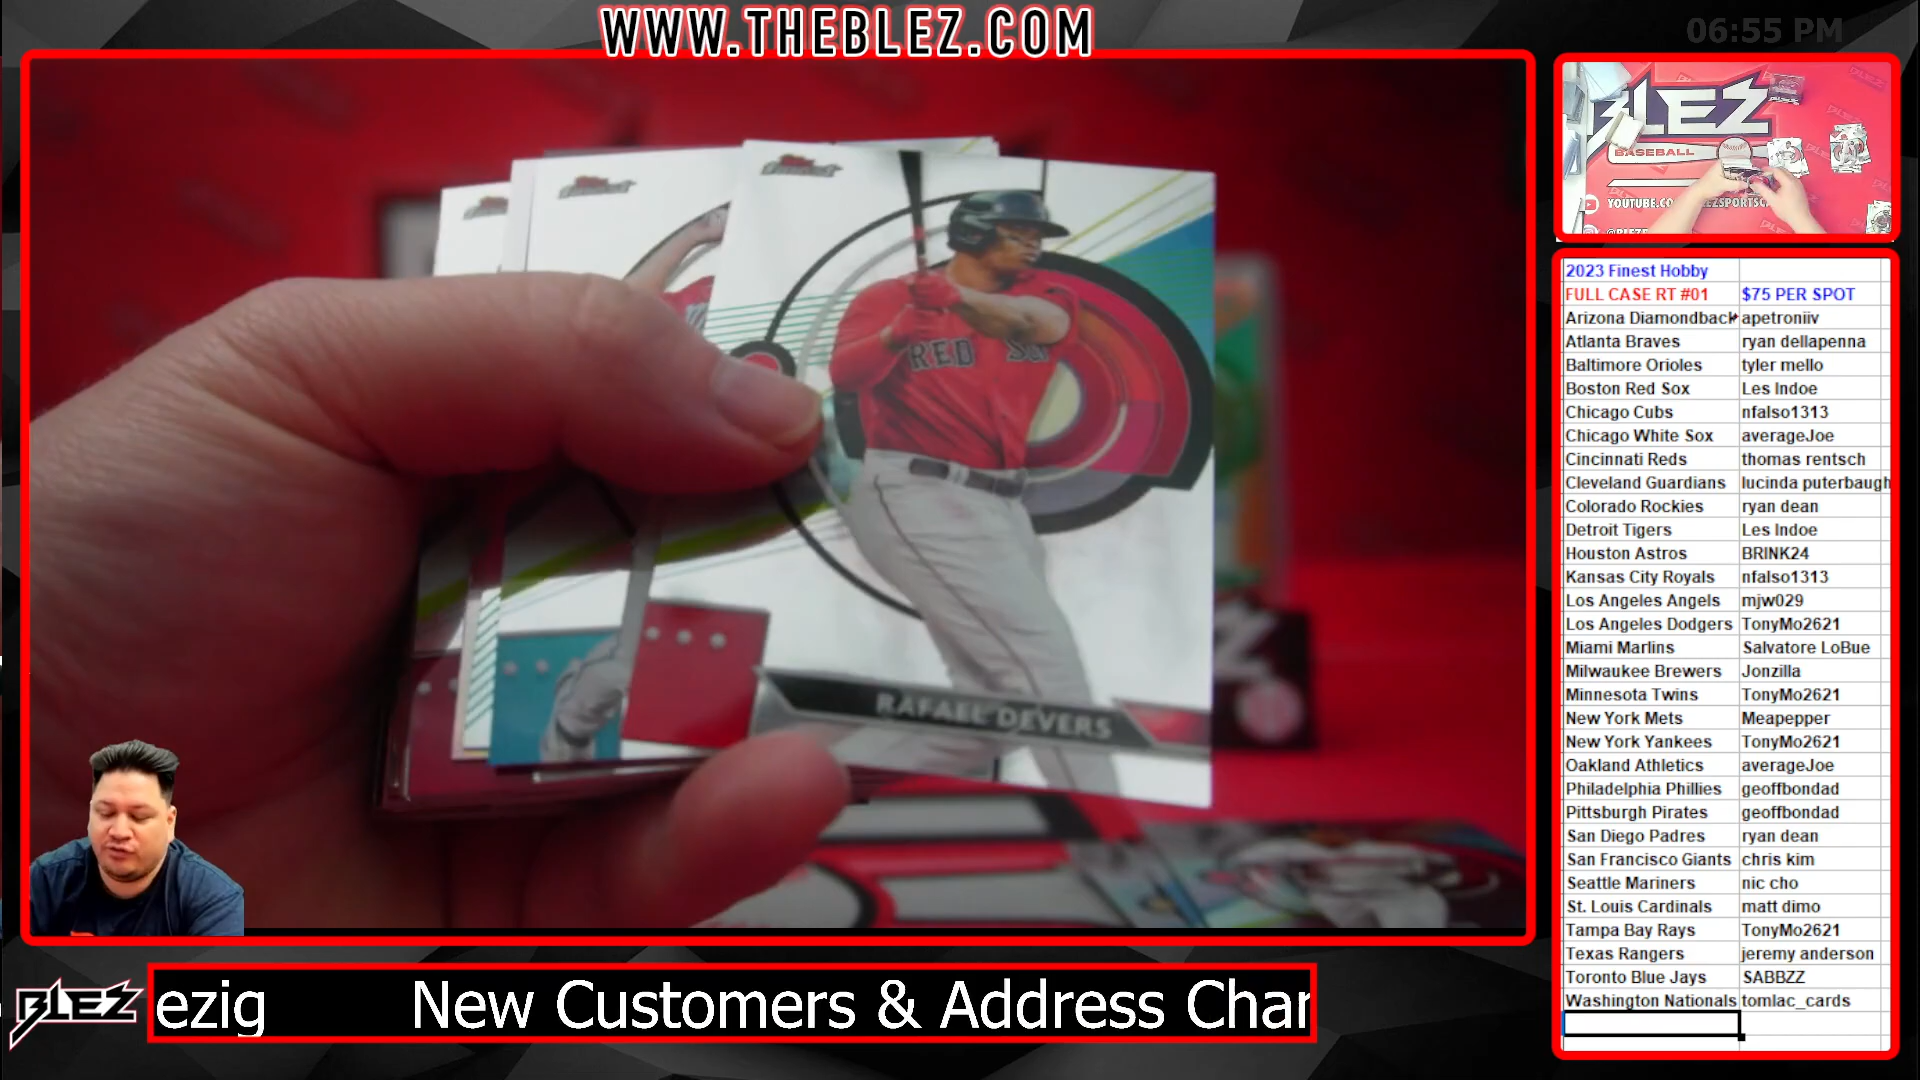 WWW.THEBLEZ.COM
06:55 PM
BLEZ
BASEBALL
YOUTUBE.CO
EZSPORTSC
RED
RAFAEL DEVERS
2023 Finest Hobby
FULL CASE RT #01 $75 PER SPOT
Arizona Diamondback apetroniiv
Atlanta Braves ryan dellapenna
Baltimore Orioles tyler mello
Boston Red Sox Les Indoe
Chicago Cubs nfalso1313
Chicago White Sox averageJoe
Cincinnati Reds thomas rentsch
Cleveland Guardians lucinda puterbaugh
Colorado Rockies ryan dean
Detroit Tigers Les Indoe
Houston Astros BRINK24
Kansas City Royals nfalso1313
Los Angeles Angels mjw029
Los Angeles Dodgers TonyMo2621
Miami Marlins Salvatore LoBue
Milwaukee Brewers Jonzilla
Minnesota Twins TonyMo2621
New York Mets Meapepper
New York Yankees TonyMo2621
Oakland Athletics averageJoe
Philadelphia Phillies geoffbondad
Pittsburgh Pirates geoffbondad
San Diego Padres ryan dean
San Francisco Giants chris kim
Seattle Mariners nic cho
St. Louis Cardinals matt dimo
Tampa Bay Rays TonyMo2621
Texas Rangers jeremy anderson
Toronto Blue Jays SABBZZ
Washington Nationals tomlac_cards
BLEZ
ezig New Customers & Address Char